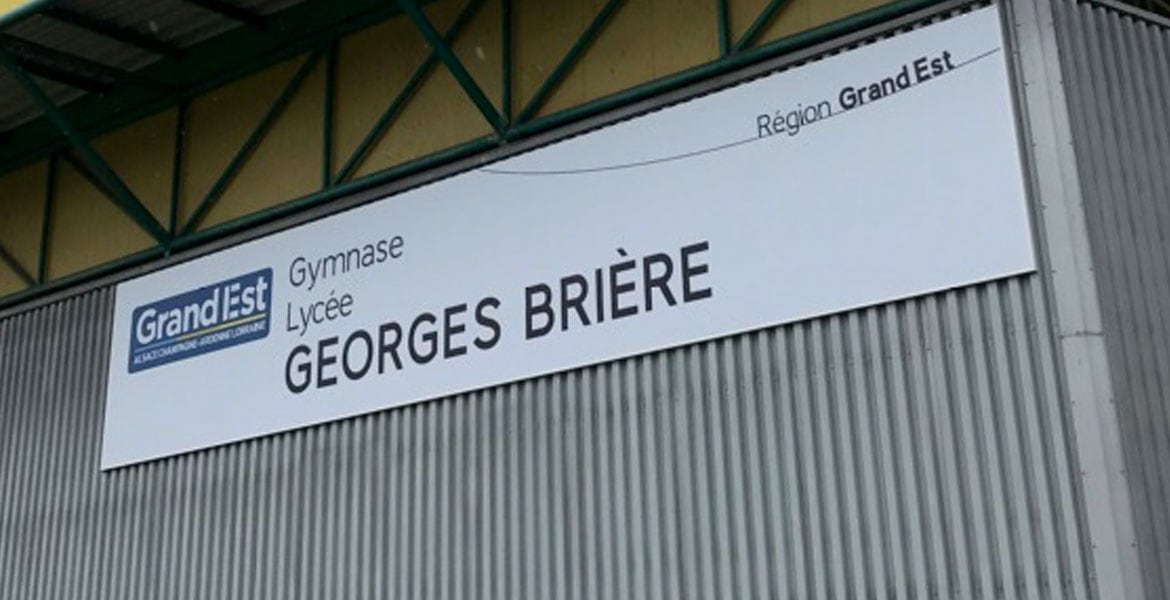 Région Grand Est
Grand Est
ALSACE CHAMPAGNE-ARDENNE LORRAINE
Gymnase
Lycée
GEORGES BRIÈRE